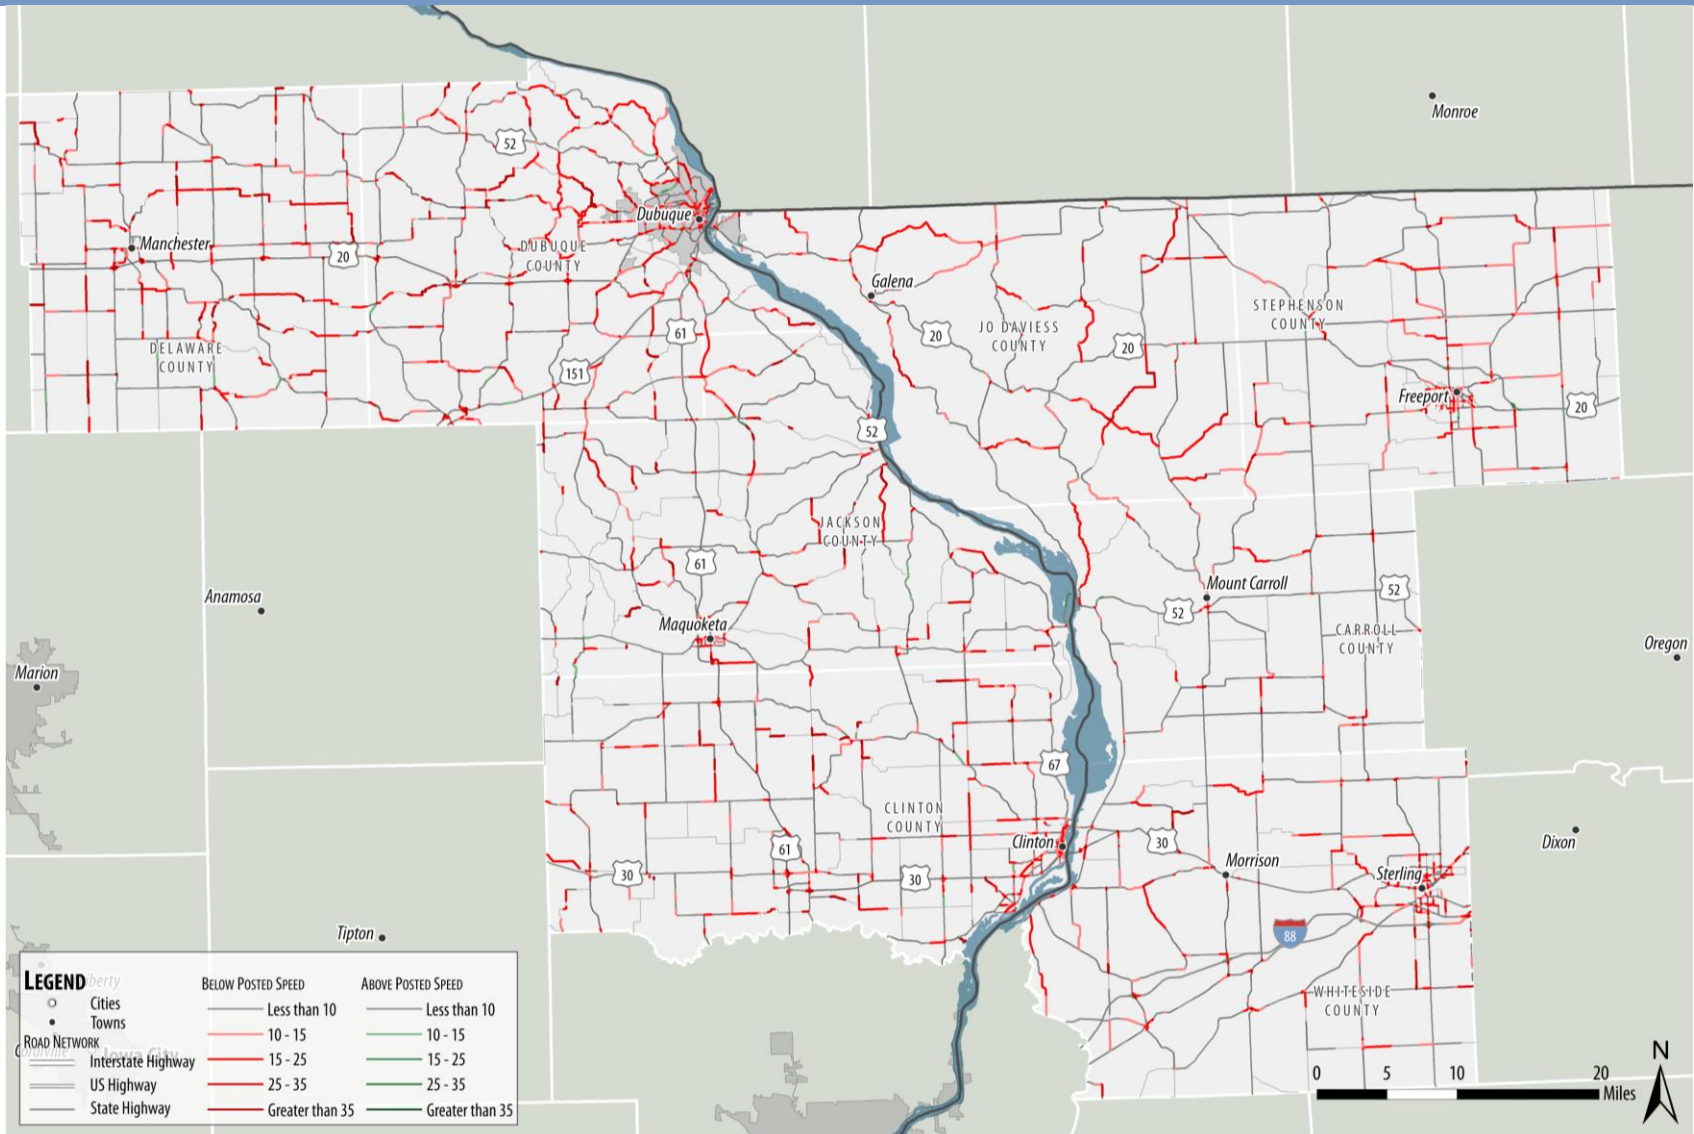 Monroe
52
Dubuque
Manchester
DUBUQUE
COUNTY
20
Galena
STEPHENSON
COUNTY
61
20
JO DAVIESS
COUNTY
20
DELAWARE
COUNTY
151
Freeport
20
52
JACKSON
COUNTY
61
Anamosa
Mount Carroll
52
52
Maquoketa
CARROLL
COUNTY
Oregon
Marion
67
CLINTON
COUNTY
Clinton
30
61
Dixon
30
30
Morrison
Sterling
Tipton
88
WHITESIDE
COUNTY
LEGEND
Cities
Towns
ROAD NETWORK
Interstate Highway
US Highway
State Highway
BELOW POSTED SPEED
Less than 10
10 - 15
15 - 25
25 - 35
Greater than 35
ABOVE POSTED SPEED
Less than 10
10 - 15
15 - 25
25 - 35
Greater than 35
Iowa City
0 5 10 20
Miles
N